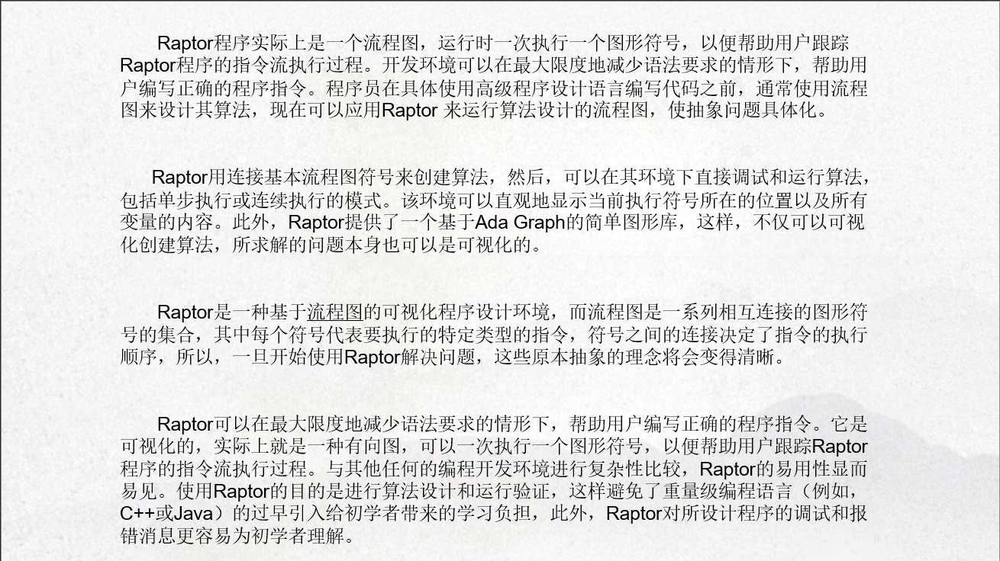 Raptor程序实际上是一个流程图，运行时一次执行一个图形符号，以便帮助用户跟踪
Raptor程序的指令流执行过程。开发环境可以在最大限度地减少语法要求的情形下，帮助用
户编写正确的程序指令。程序员在具体使用高级程序设计语言编写代码之前，通常使用流程
图来设计其算法，现在可以应用Raptor 来运行算法设计的流程图，使抽象问题具体化。
Raptor用连接基本流程图符号来创建算法，然后，可以在其环境下直接调试和运行算法，
包括单步执行或连续执行的模式。该环境可以直观地显示当前执行符号所在的位置以及所有
变量的内容。此外，Raptor提供了一个基于Ada Graph的简单图形库，这样，不仅可以可视
化创建算法，所求解的问题本身也可以是可视化的。
Raptor是一种基于流程图的可视化程序设计环境，而流程图是一系列相互连接的图形符
号的集合，其中每个符号代表要执行的特定类型的指令，符号之间的连接决定了指令的执行
顺序，所以，一旦开始使用Raptor解决问题，这些原本抽象的理念将会变得清晰。
Raptor可以在最大限度地减少语法要求的情形下，帮助用户编写正确的程序指令。它是
可视化的，实际上就是一种有向图，可以一次执行一个图形符号，以便帮助用户跟踪Raptor
程序的指令流执行过程。与其他任何的编程开发环境进行复杂性比较，Raptor的易用性显而
易见。使用Raptor的目的是进行算法设计和运行验证，这样避免了重量级编程语言（例如，
C++或Java）的过早引入给初学者带来的学习负担，此外，Raptor对所设计程序的调试和报
错消息更容易为初学者理解。